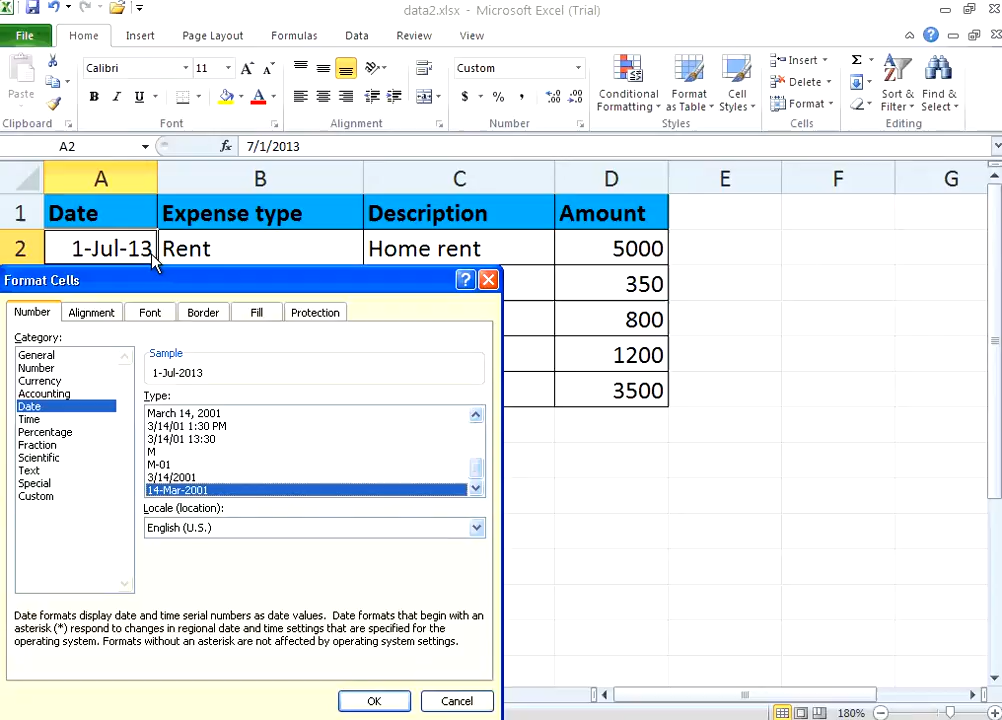 data2.xlsx - Microsoft Excel (Trial)
File Home Insert Page Layout Formulas Data Review View
Paste
Calibri 11
B I U
Custom
$ % ,
Conditional Formatting
Format as Table
Cell Styles
Insert
Delete
Format
Σ
Sort & Filter
Find & Select
Clipboard Font Alignment Number Styles Cells Editing
A2 fx 7/1/2013
A B C D E F G
1 Date Expense type Description Amount
2 1-Jul-13 Rent Home rent 5000
350
800
1200
3500
Format Cells
Number Alignment Font Border Fill Protection
Category:
General
Number
Currency
Accounting
Date
Time
Percentage
Fraction
Scientific
Text
Special
Custom
Sample
1-Jul-2013
Type:
March 14, 2001
3/14/01 1:30 PM
3/14/01 13:30
M
M-01
3/14/2001
14-Mar-2001
Locale (location):
English (U.S.)
Date formats display date and time serial numbers as date values. Date formats that begin with an
asterisk (*) respond to changes in regional date and time settings that are specified for the
operating system. Formats without an asterisk are not affected by operating system settings.
OK Cancel
180%